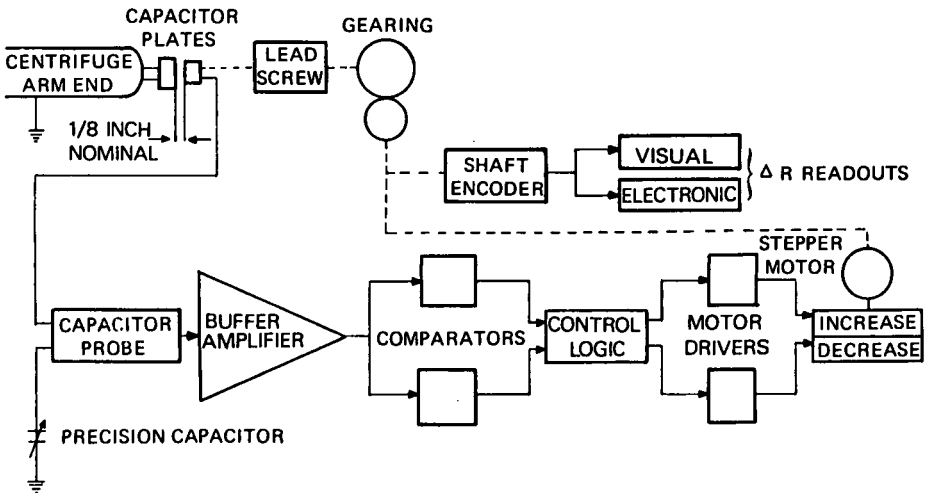 CAPACITOR
PLATES
GEARING
CENTRIFUGE
ARM END
LEAD
SCREW
1/8 INCH
NOMINAL
SHAFT
ENCODER
VISUAL
ELECTRONIC
Δ R READOUTS
STEPPER
MOTOR
CAPACITOR
PROBE
BUFFER
AMPLIFIER
COMPARATORS
CONTROL
LOGIC
MOTOR
DRIVERS
INCREASE
DECREASE
PRECISION CAPACITOR